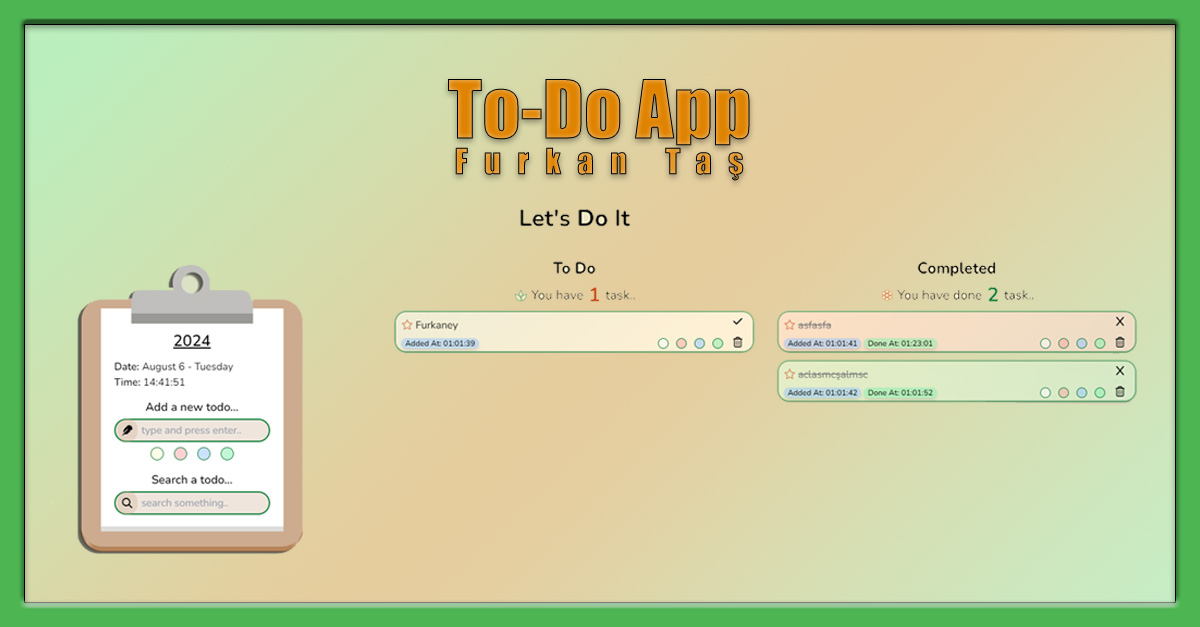 To-Do App
Furkan Taş
Let's Do It
2024
Date: August 6 - Tuesday
Time: 14:41:51
Add a new todo...
type and press enter..
Search a todo...
search something..
To Do
You have 1 task..
Furkaney
Added At: 01:01:39
Completed
You have done 2 task..
asfasfa
X
Added At: 01:01:41 Done At: 01:23:01
aclasmcşalmsc
X
Added At: 01:01:42 Done At: 01:01:52